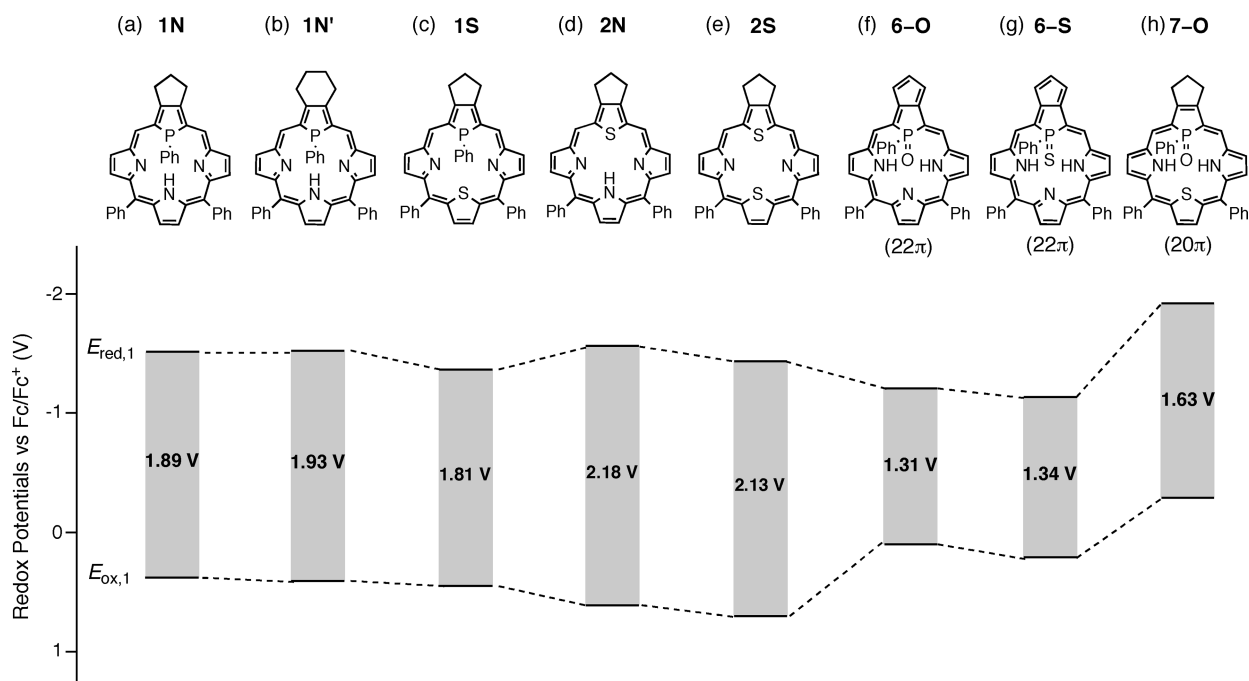 (a) 1N (b) 1N' (c) 1S (d) 2N (e) 2S (f) 6–O (g) 6–S (h) 7–O
P Ph N N H N Ph Ph
P Ph N N H N Ph Ph
P Ph N N S Ph Ph
S N N H N Ph Ph
S N N S Ph Ph
P Ph O NH HN N Ph Ph
P Ph S NH HN N Ph Ph
P Ph O NH HN S Ph Ph
(22π) (22π) (20π)
Redox Potentials vs Fc/Fc⁺ (V)
-2
-1
0
1
Ered,1
Eox,1
1.89 V
1.93 V
1.81 V
2.18 V
2.13 V
1.31 V
1.34 V
1.63 V